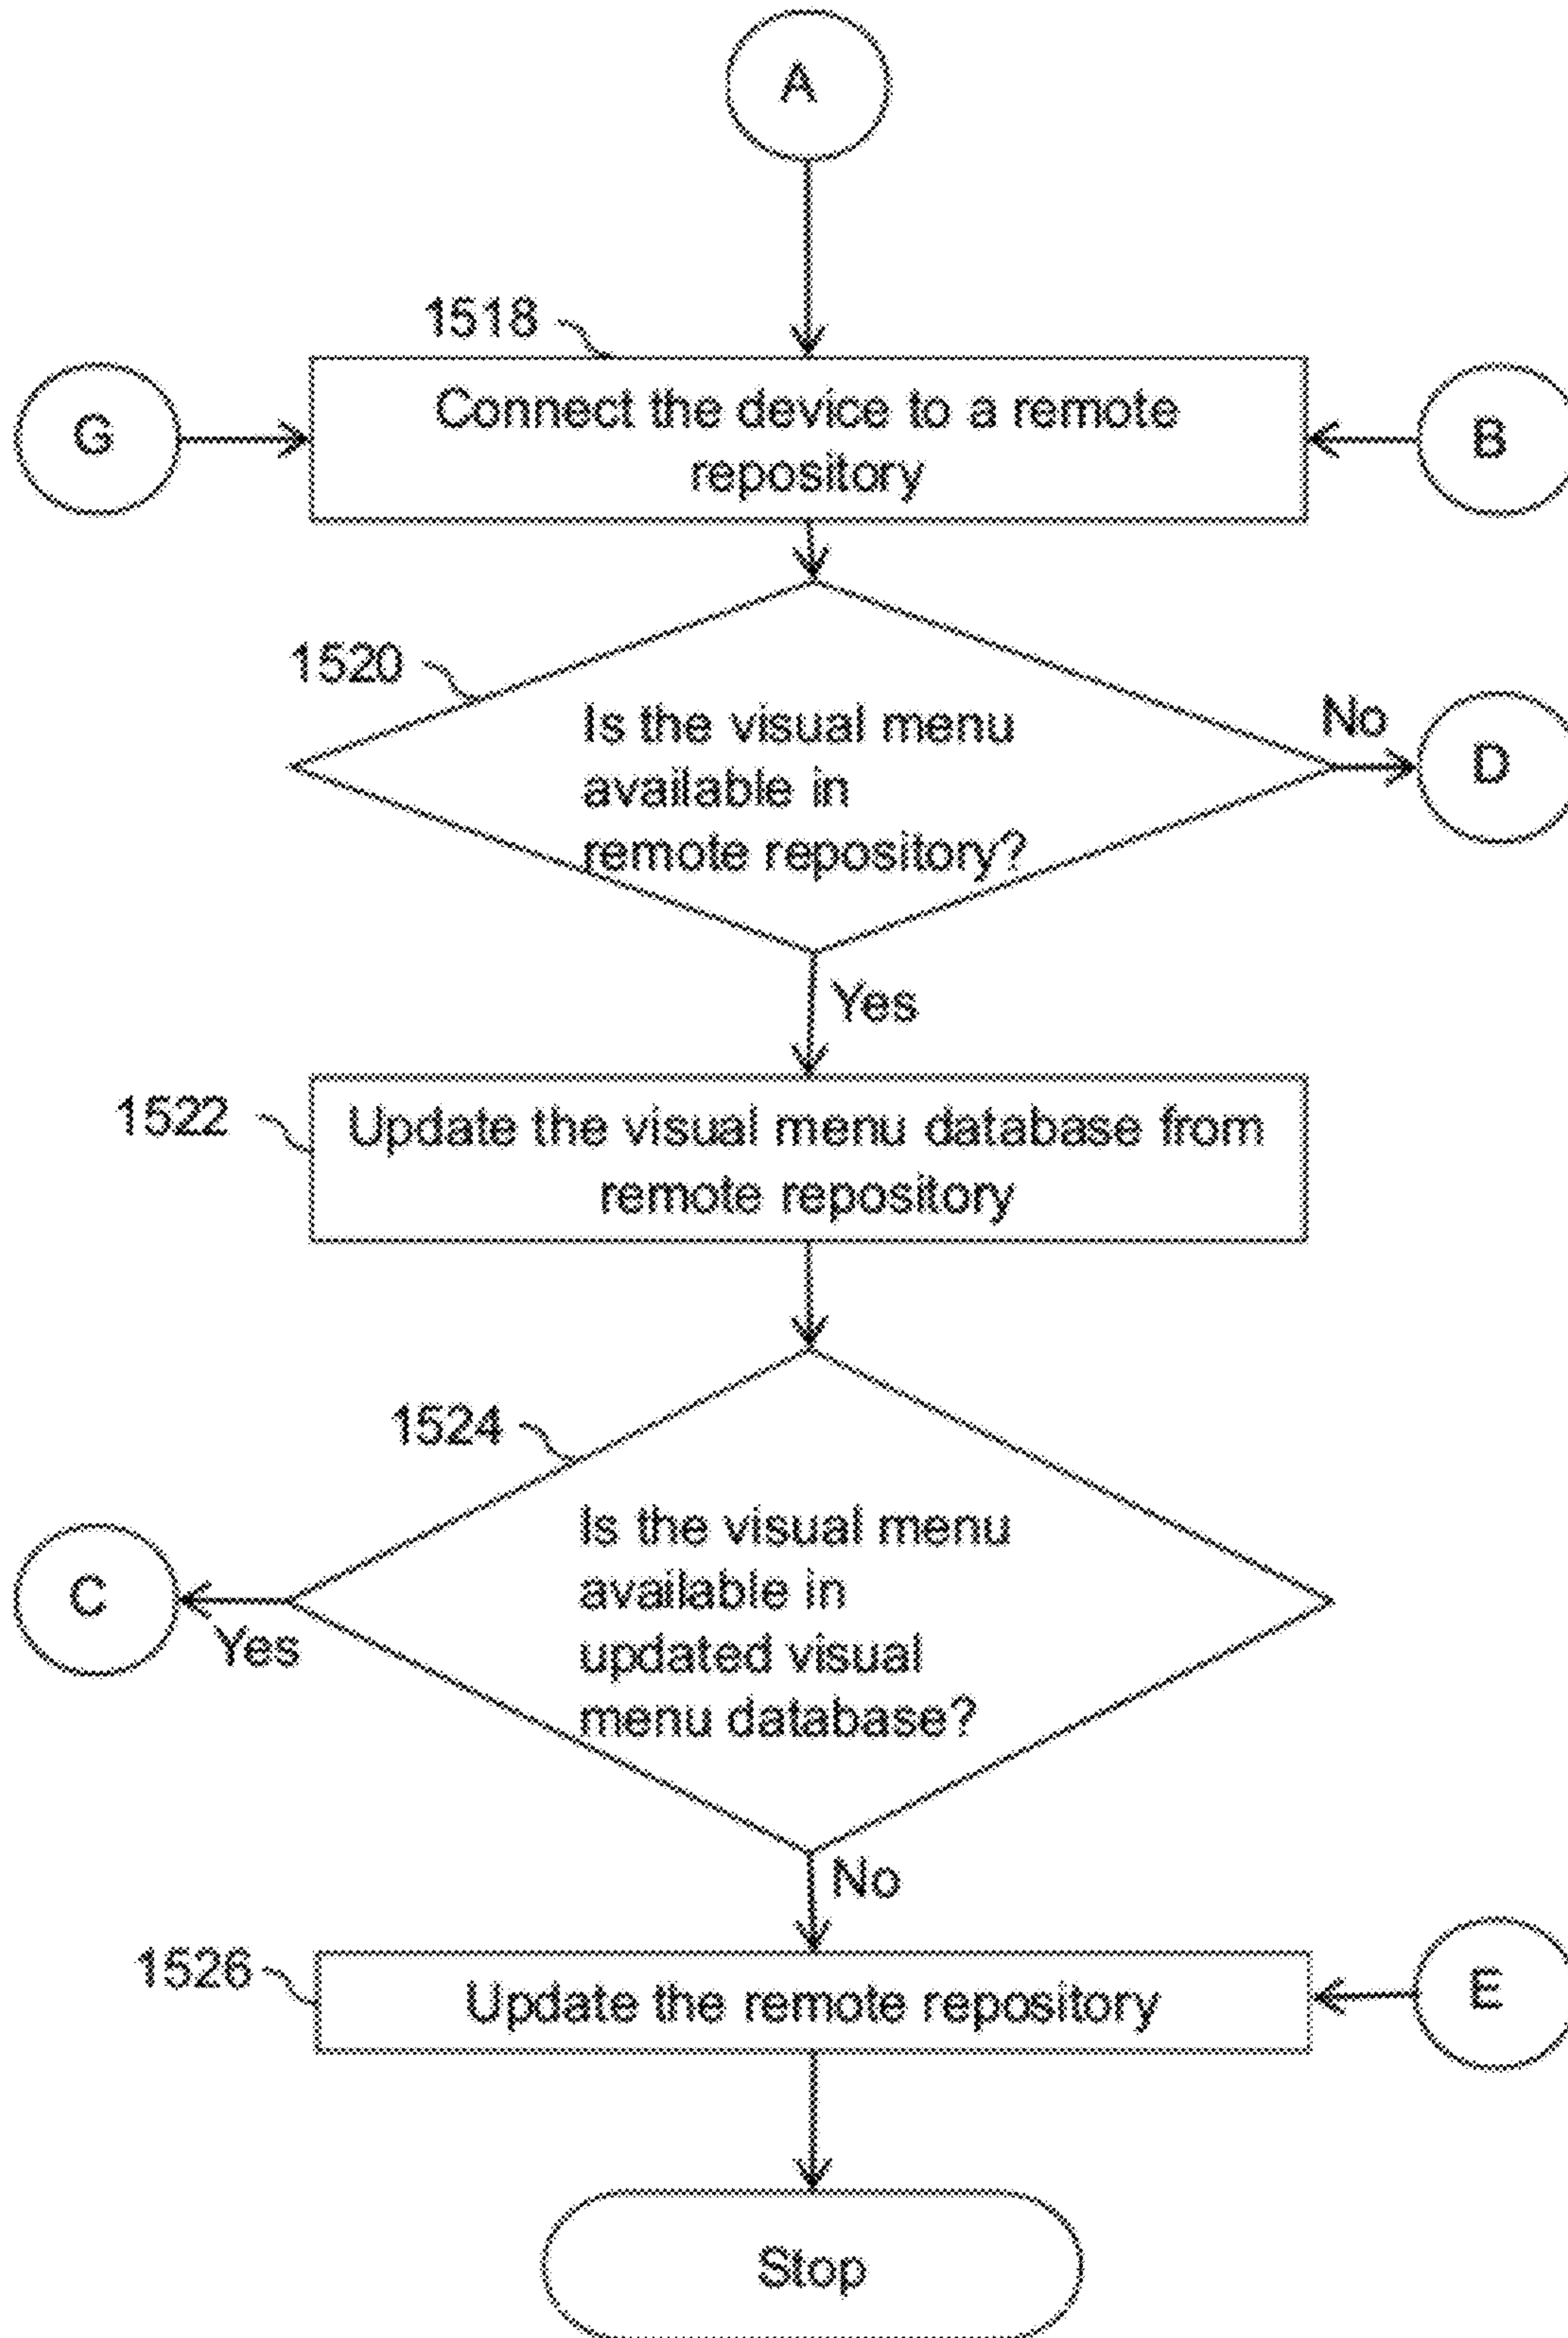 A
1518
G
Connect the device to a remote
repository
B
1520
Is the visual menu
available in
remote repository?
No
D
Yes
1522
Update the visual menu database from
remote repository
1524
Is the visual menu
available in
updated visual
menu database?
C
Yes
No
1526
Update the remote repository
E
Stop